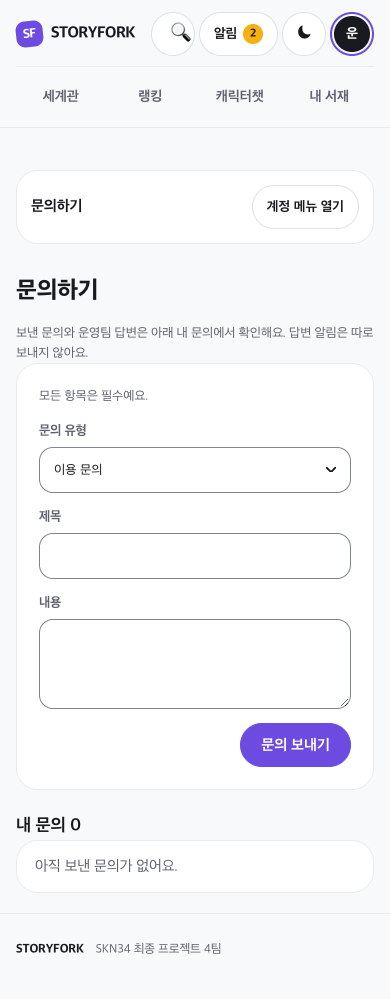 SF STORYFORK 알림 2 운
세계관 랭킹 캐릭터챗 내 서재
문의하기 계정 메뉴 열기
문의하기
보낸 문의와 운영팀 답변은 아래 내 문의에서 확인해요. 답변 알림은 따로
보내지 않아요.
모든 항목은 필수예요.
문의 유형
이용 문의
제목
내용
문의 보내기
내 문의 0
아직 보낸 문의가 없어요.
STORYFORK SKN34 최종 프로젝트 4팀